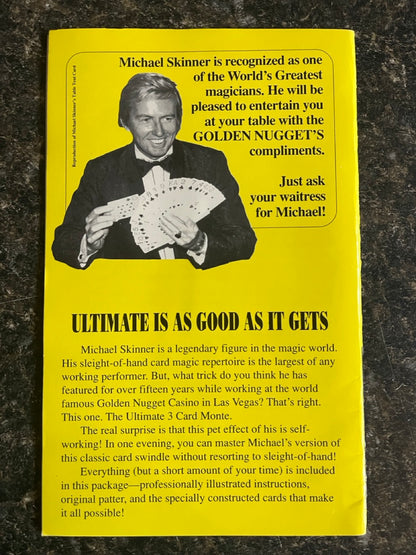 Reproduction of Michael Skinner's Table Tent Card
Michael Skinner is recognized as one
of the World's Greatest
magicians. He will be
pleased to entertain you
at your table with the
GOLDEN NUGGET'S
compliments.
Just ask
your waitress
for Michael!
ULTIMATE IS AS GOOD AS IT GETS
Michael Skinner is a legendary figure in the magic world.
His sleight-of-hand card magic repertoire is the largest of any
working performer. But, what trick do you think he has
featured for over fifteen years while working at the world
famous Golden Nugget Casino in Las Vegas? That's right.
This one. The Ultimate 3 Card Monte.
The real surprise is that this pet effect of his is self-
working! In one evening, you can master Michael's version of
this classic card swindle without resorting to sleight-of-hand!
Everything (but a short amount of your time) is included
in this package—professionally illustrated instructions,
original patter, and the specially constructed cards that make
it all possible!